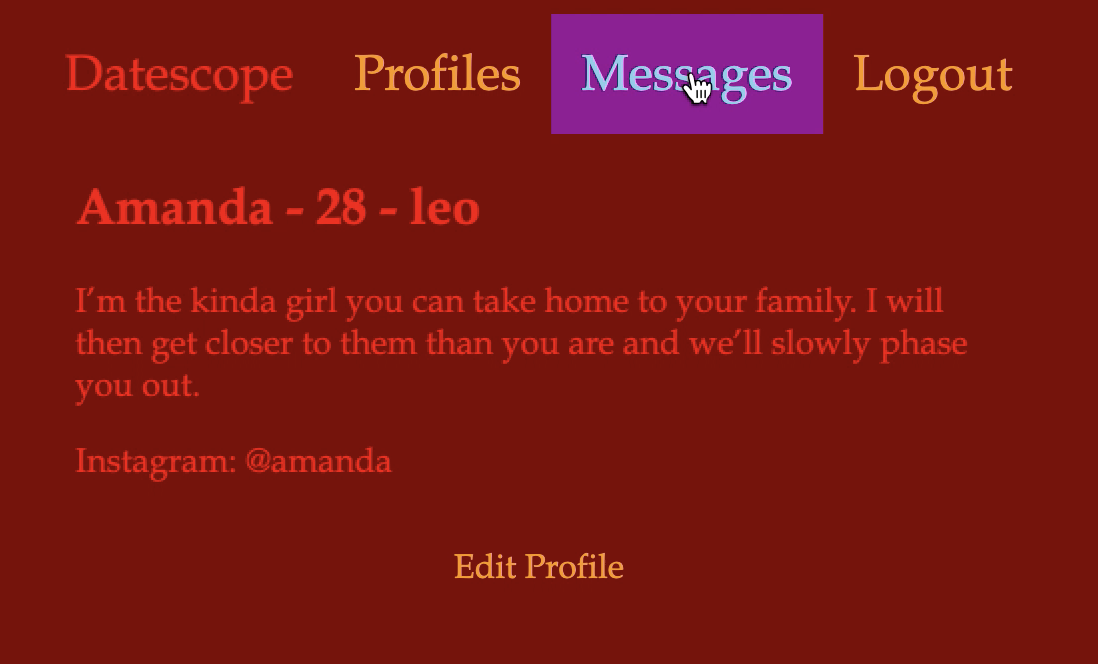 Datescope Profiles Messages Logout
Amanda - 28 - leo
I’m the kinda girl you can take home to your family. I will
then get closer to them than you are and we’ll slowly phase
you out.
Instagram: @amanda
Edit Profile